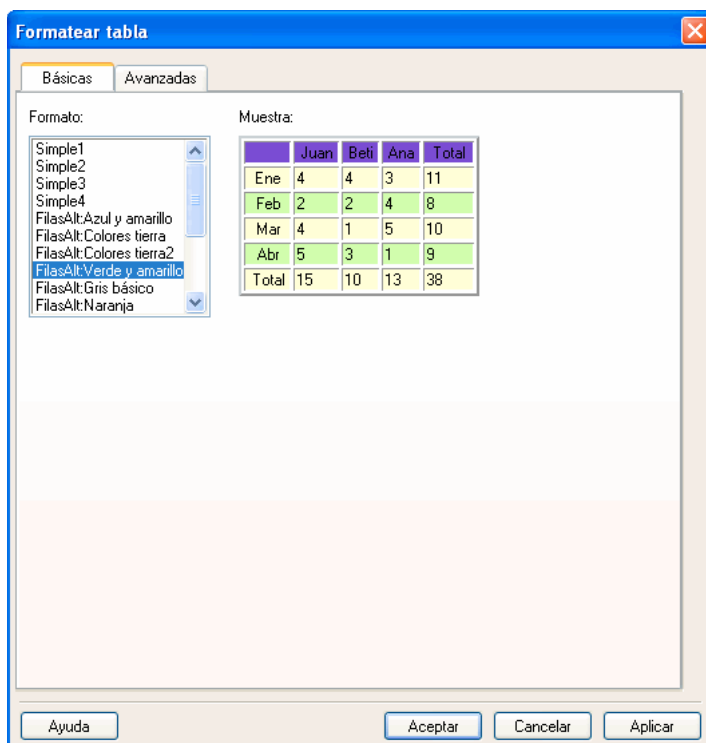 Formatear tabla
Básicas Avanzadas
Formato: Muestra:
Simple1
Simple2
Simple3
Simple4
FilasAlt:Azul y amarillo
FilasAlt:Colores tierra
FilasAlt:Colores tierra2
FilasAlt:Verde y amarillo
FilasAlt:Gris básico
FilasAlt:Naranja
Juan Beti Ana Total
Ene 4 4 3 11
Feb 2 2 4 8
Mar 4 1 5 10
Abr 5 3 1 9
Total 15 10 13 38
Ayuda Aceptar Cancelar Aplicar